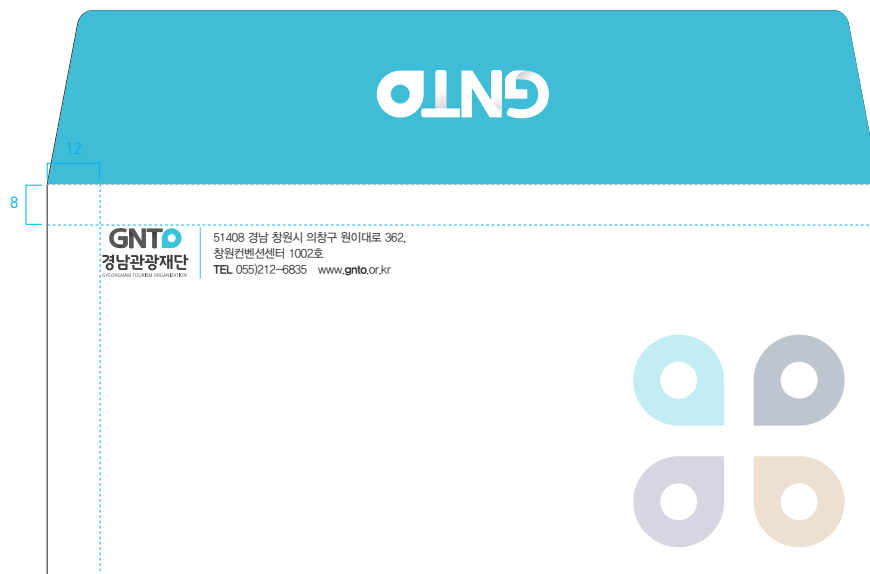 GNTO
12
8
GNTO
경남관광재단
GYEONGNAM TOURISM ORGANIZATION
51408 경남 창원시 의창구 원이대로 362,
창원컨벤션센터 1002호
TEL 055)212-6835 www.gnto.or.kr